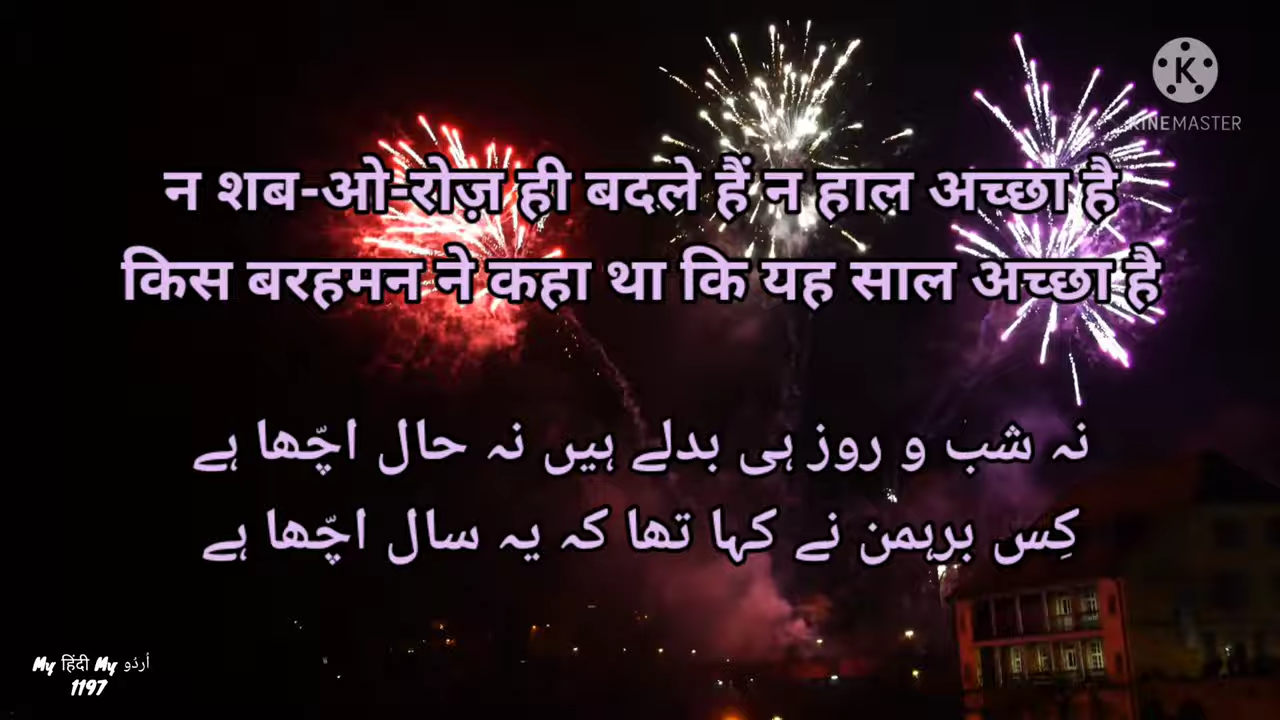 KINEMASTER
न शब-ओ-रोज़ ही बदले हैं न हाल अच्छा है
किस बरहमन ने कहा था कि यह साल अच्छा है
نہ شب و روز ہی بدلے ہیں نہ حال اچّھا ہے
کِس برہمن نے کہا تھا کہ یہ سال اچّھا ہے
My हिंदी My اُردُو
1197